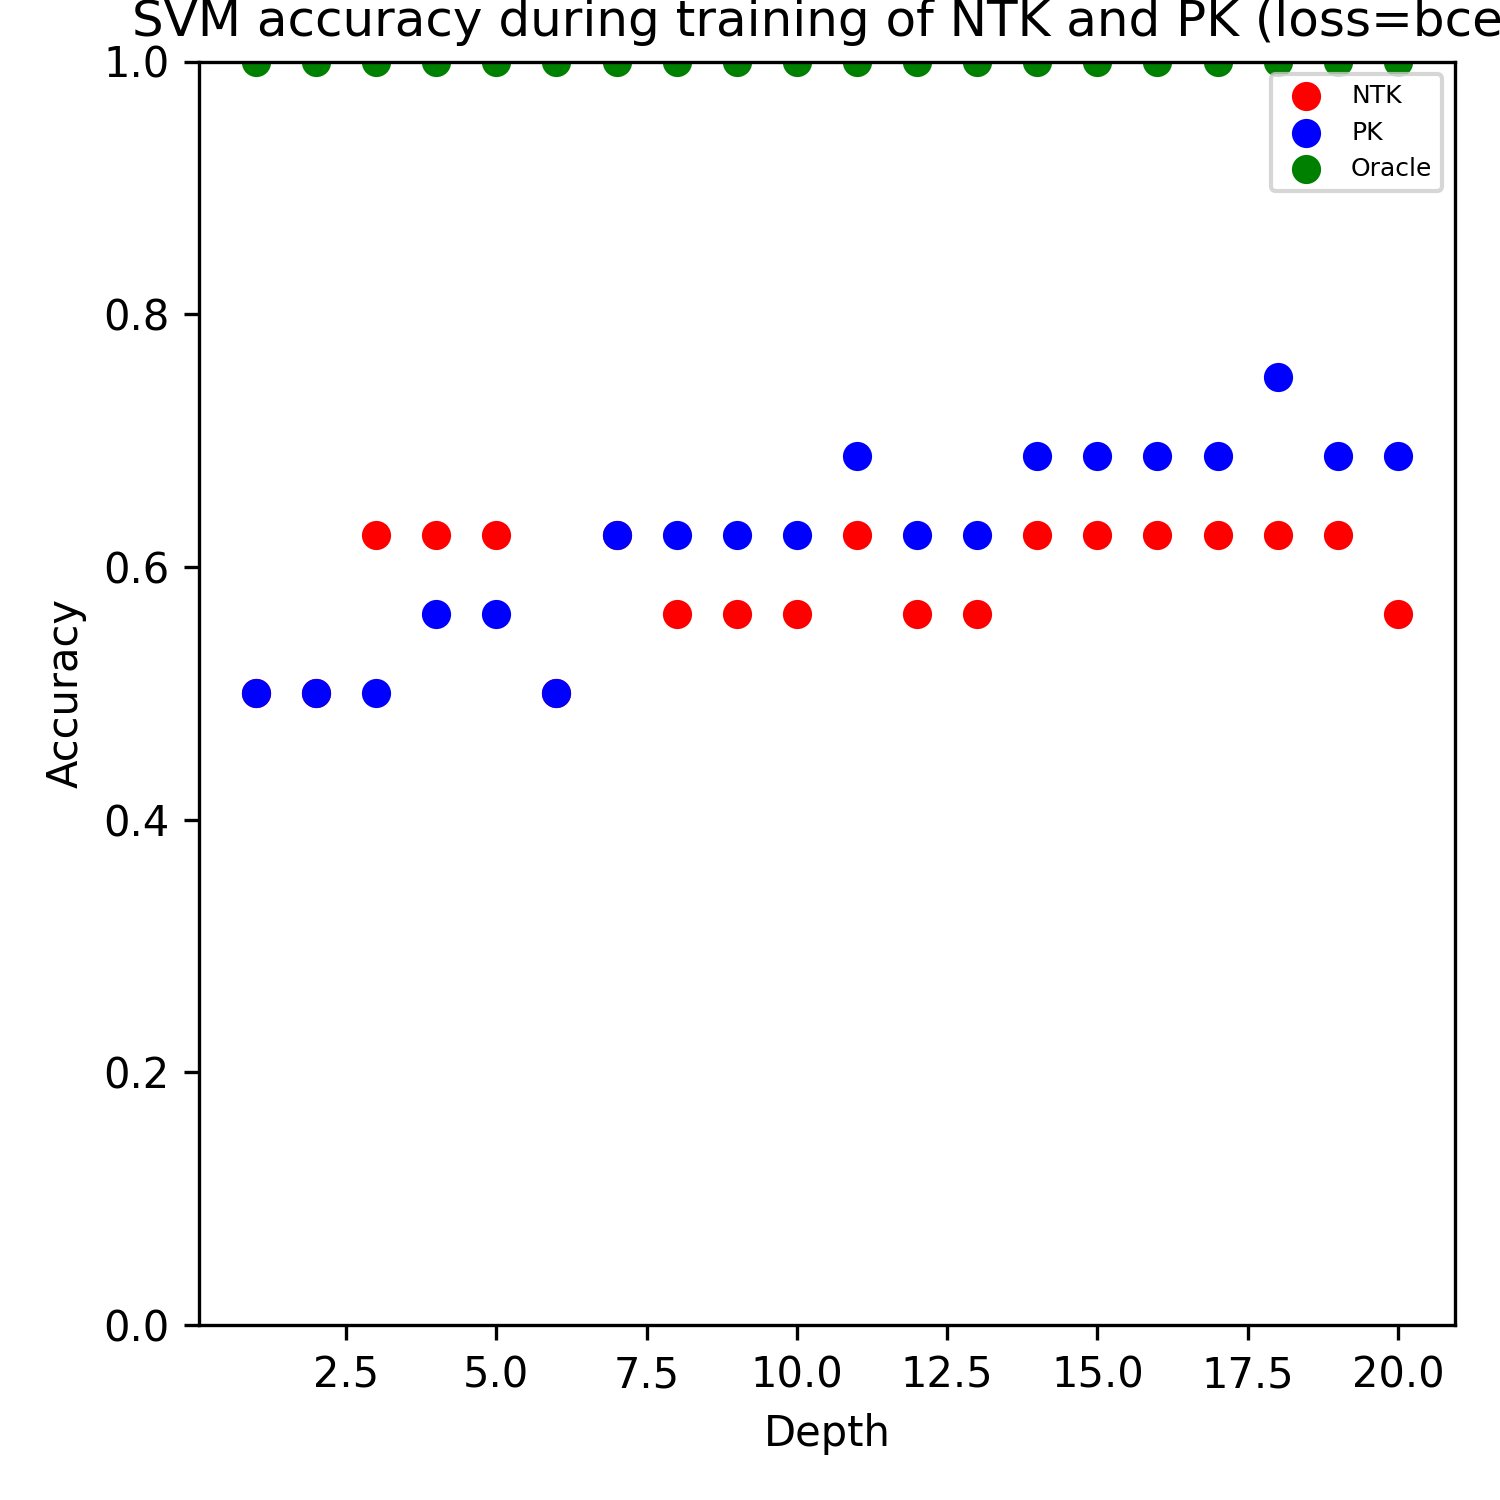 SVM accuracy during training of NTK and PK (loss=bce
1.0
0.8
0.6
0.4
0.2
0.0
Accuracy
NTK
PK
Oracle
2.5 5.0 7.5 10.0 12.5 15.0 17.5 20.0
Depth